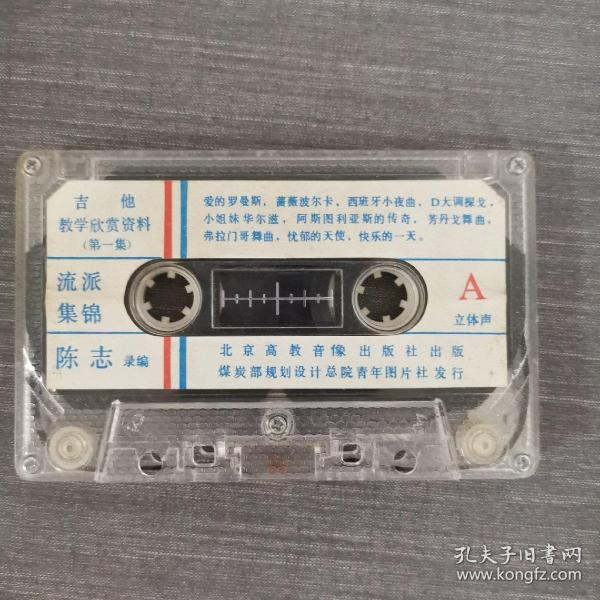 吉他
教学欣赏资料
(第一集)
流派
集锦
陈志 录编
爱的罗曼斯，蔷薇波尔卡、西班牙小夜曲、D大调探戈，
小姐妹华尔滋，阿斯图利亚斯的传奇，芳丹戈舞曲，
弗拉门哥舞曲、忧郁的天使、快乐的一天。
A
立体声
北京高教音像出版社出版
煤炭部规划设计总院青年图片社发行
孔夫子旧书网
www.kongfz.com